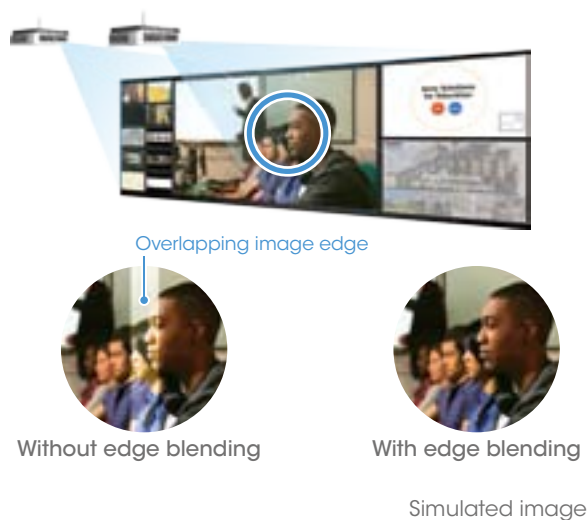 Overlapping image edge
Without edge blending
With edge blending
Simulated image